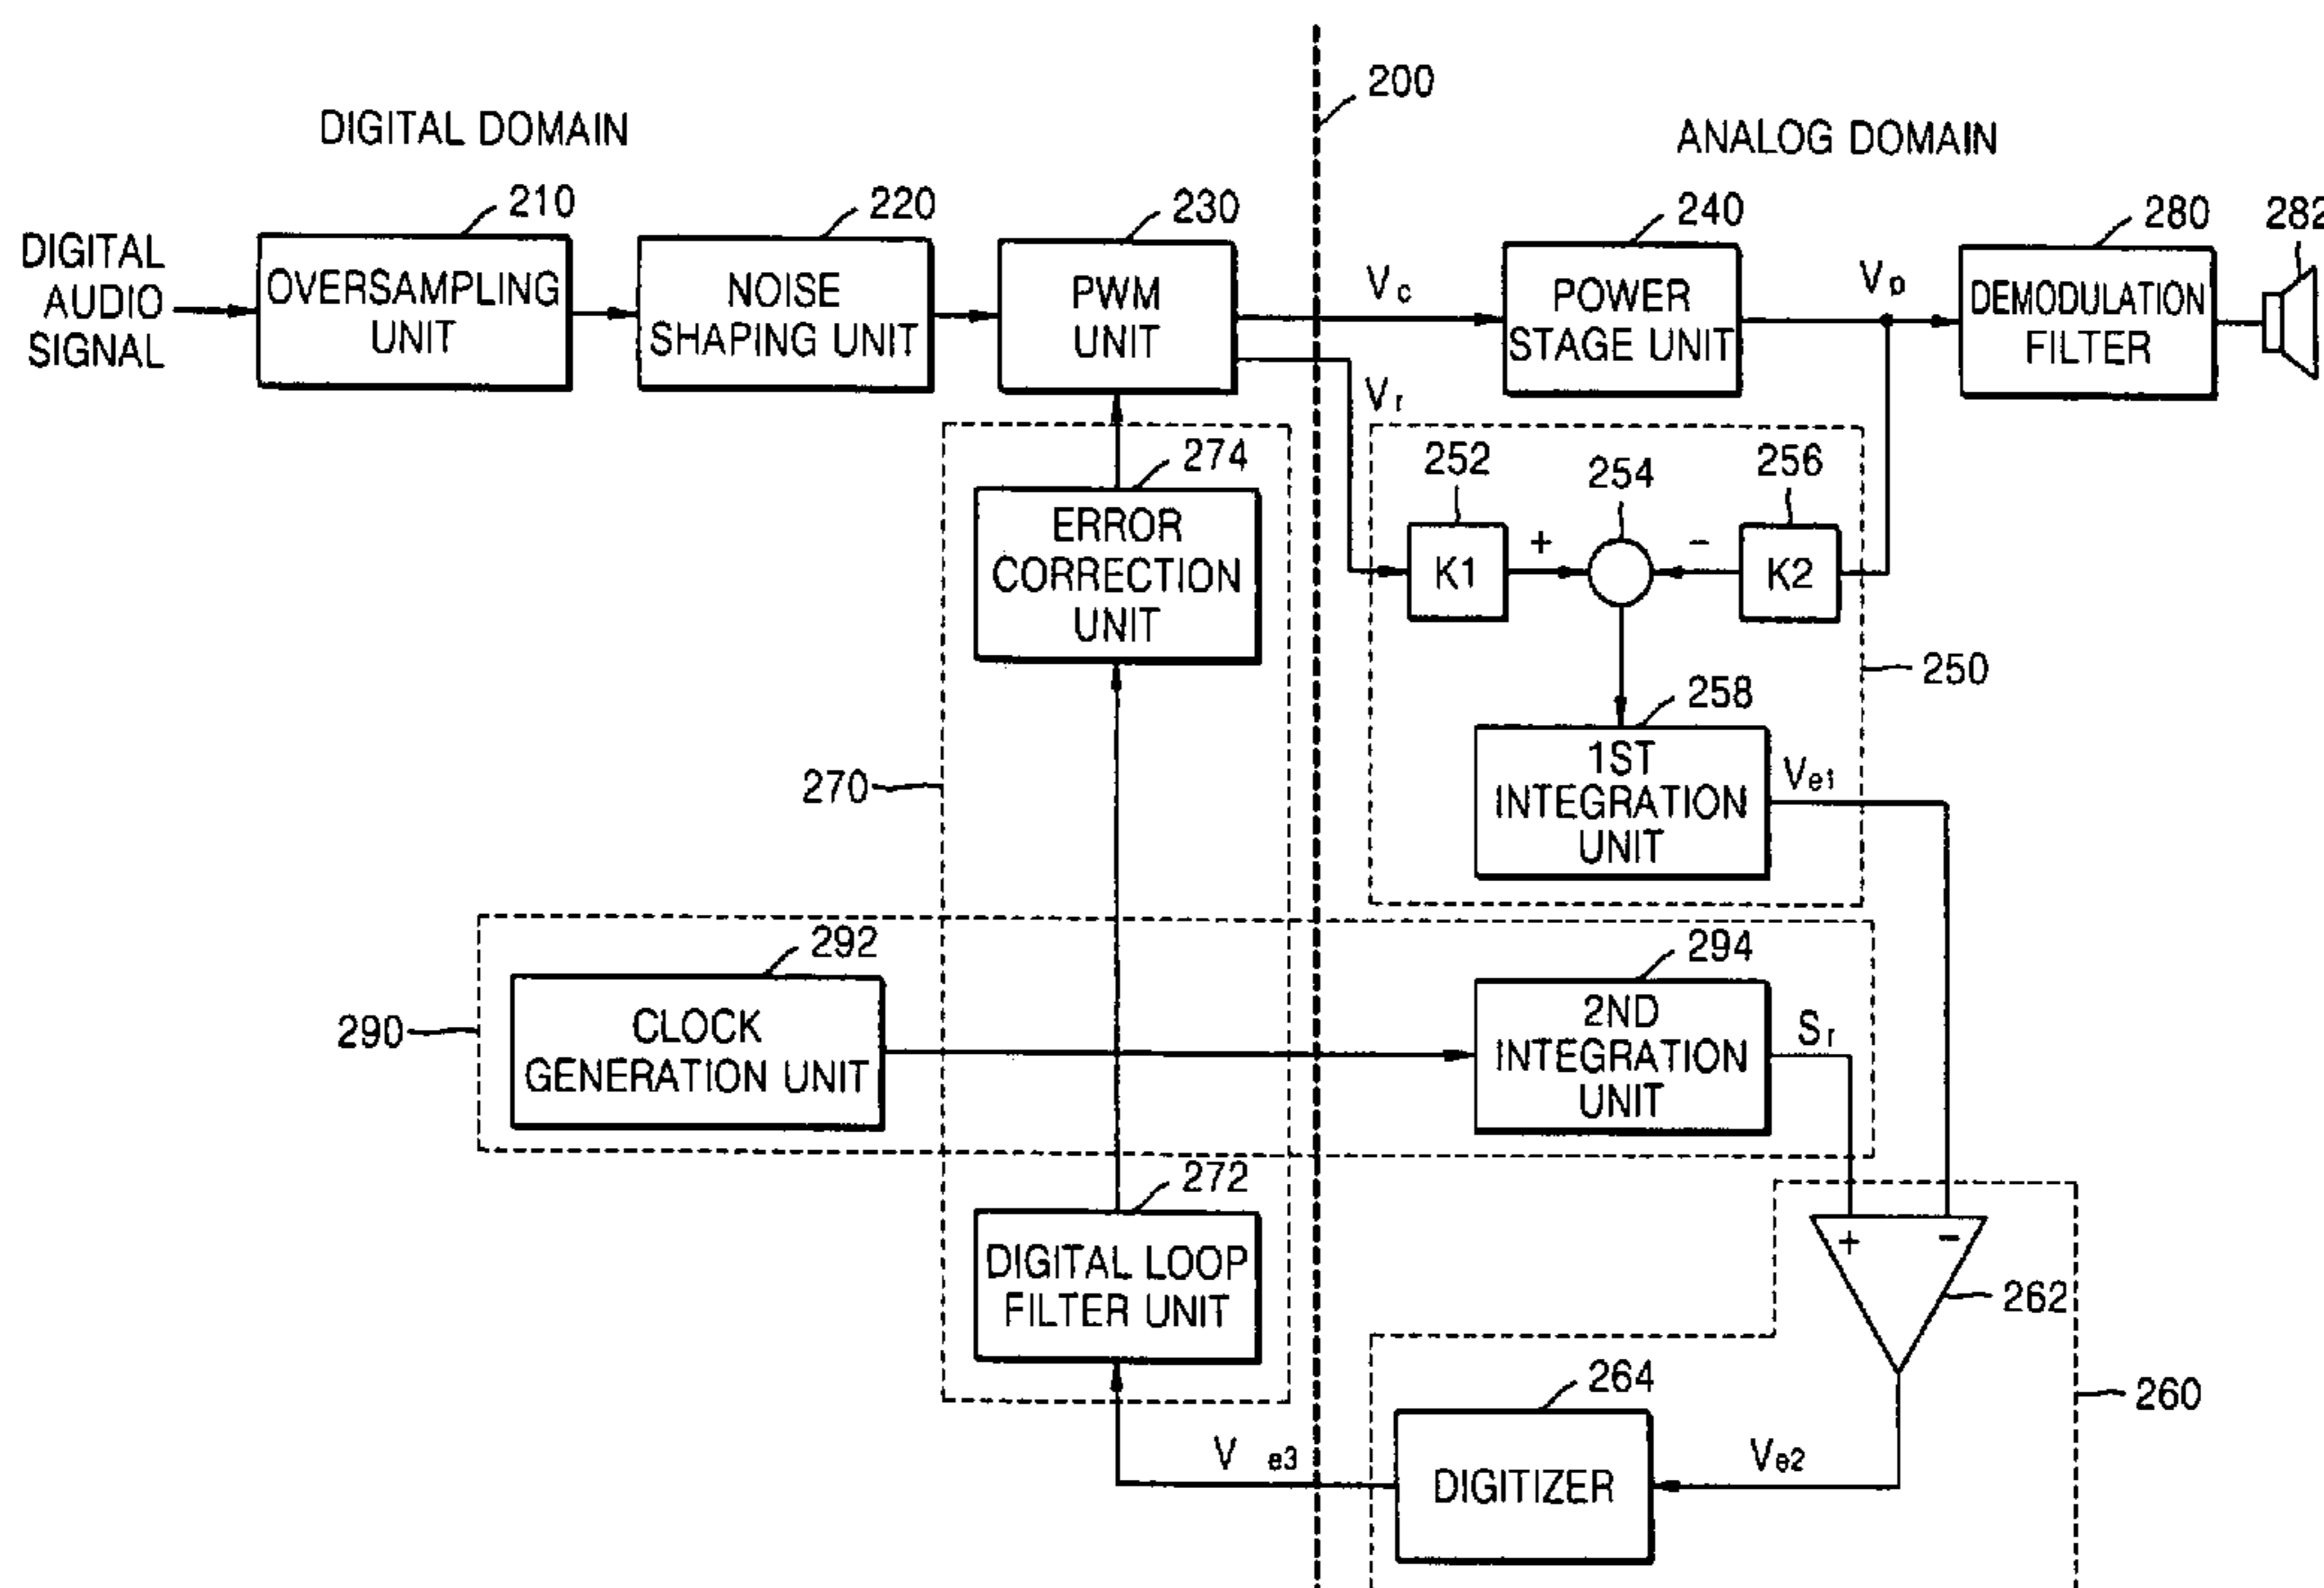 200
DIGITAL DOMAIN
ANALOG DOMAIN
210
220
230
240
280
282
DIGITAL
AUDIO
SIGNAL
OVERSAMPLING
UNIT
NOISE
SHAPING UNIT
PWM
UNIT
Vc
POWER
STAGE UNIT
Vp
DEMODULATION
FILTER
Vr
274
252
254
256
ERROR
CORRECTION
UNIT
K1
+
−
K2
250
258
270
1ST
INTEGRATION
UNIT
Ve1
292
294
290
CLOCK
GENERATION UNIT
2ND
INTEGRATION
UNIT
Sr
272
DIGITAL LOOP
FILTER UNIT
+
−
262
264
260
V e3
DIGITIZER
Ve2